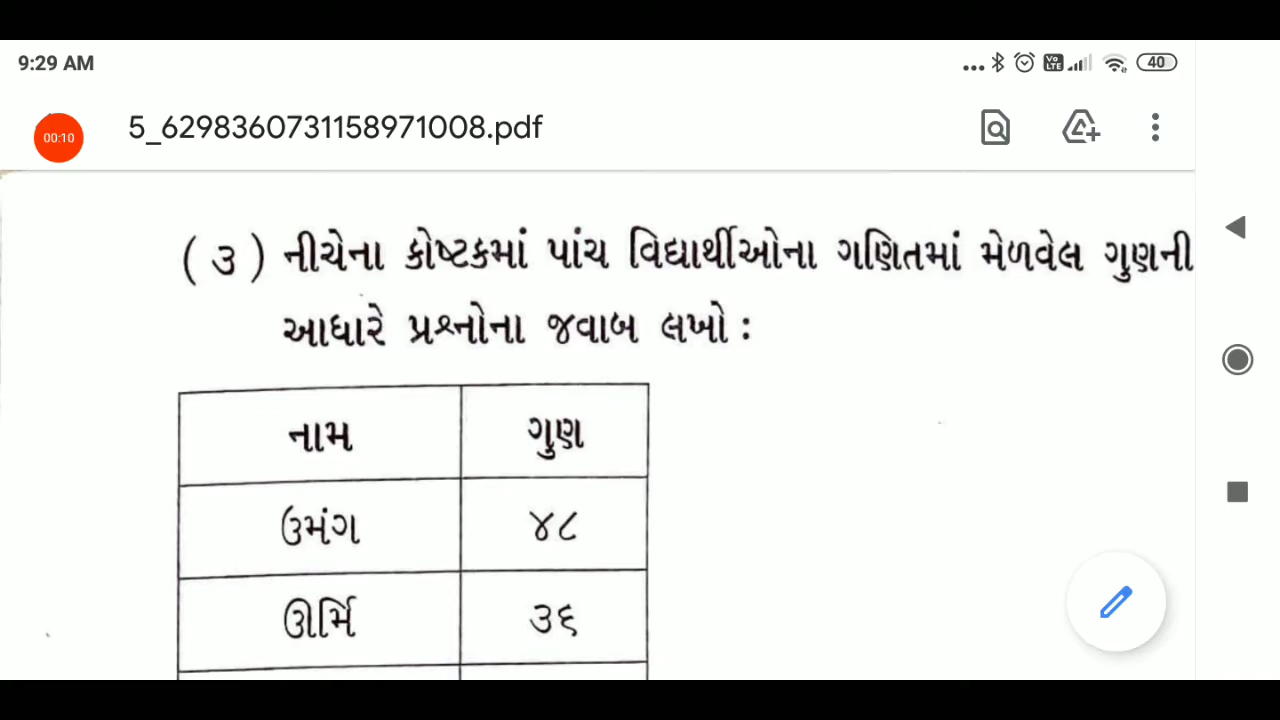 9:29 AM
40
00:10
5_6298360731158971008.pdf
(૩) નીચેના કોષ્ટકમાં પાંચ વિદ્યાર્થીઓના ગણિતમાં મેળવેલ ગુણની
આધારે પ્રશ્નોના જવાબ લખો :
નામ ગુણ
ઉમંગ ૪૮
ઊર્મિ ૩૬